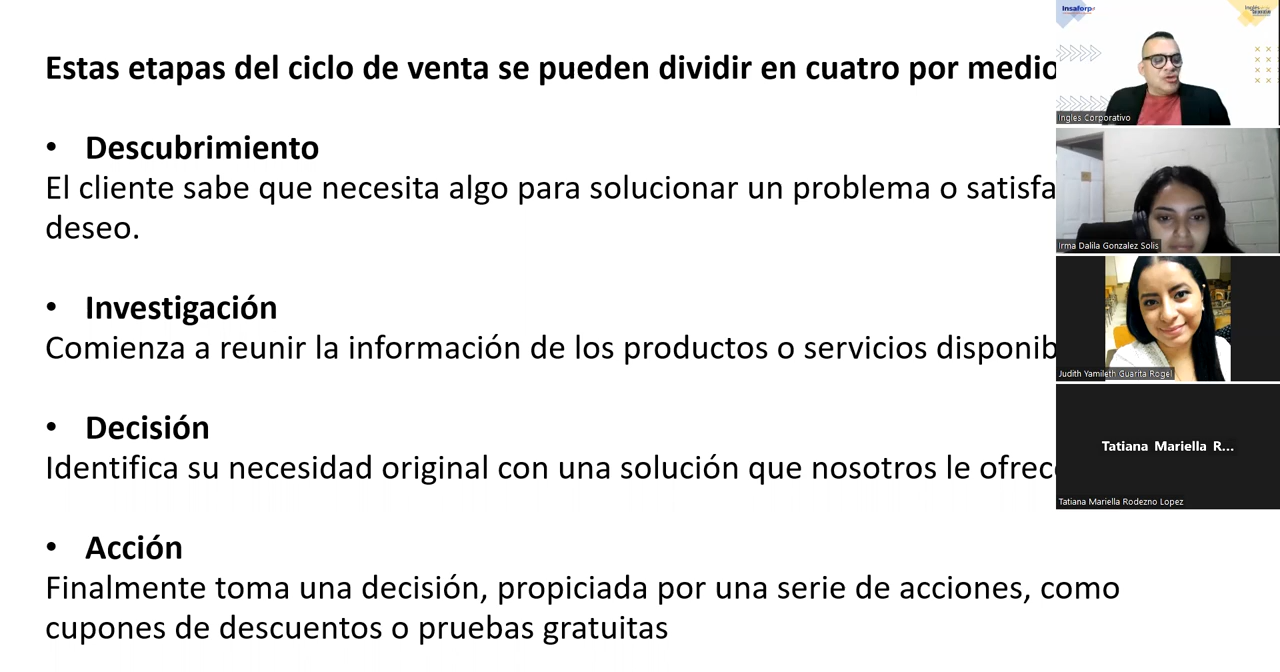 Estas etapas del ciclo de venta se pueden dividir en cuatro por medio
• Descubrimiento
El cliente sabe que necesita algo para solucionar un problema o satisfa
deseo.
• Investigación
Comienza a reunir la información de los productos o servicios disponib
• Decisión
Identifica su necesidad original con una solución que nosotros le ofrec
• Acción
Finalmente toma una decisión, propiciada por una serie de acciones, como
cupones de descuentos o pruebas gratuitas
Insaforp
Ingles Corporativo
Irma Dalila Gonzalez Solis
Judith Yamileth Guarita Rogel
Tatiana Mariella R...
Tatiana Mariella Rodezno Lopez